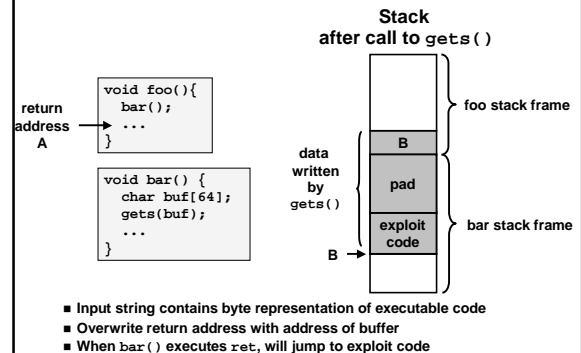 Stack
after call to gets()
void foo(){
bar();
...
}
return
address
A
void bar() {
char buf[64];
gets(buf);
...
}
data
written
by
gets()
B
pad
exploit
code
B
foo stack frame
bar stack frame
■ Input string contains byte representation of executable code
■ Overwrite return address with address of buffer
■ When bar() executes ret, will jump to exploit code